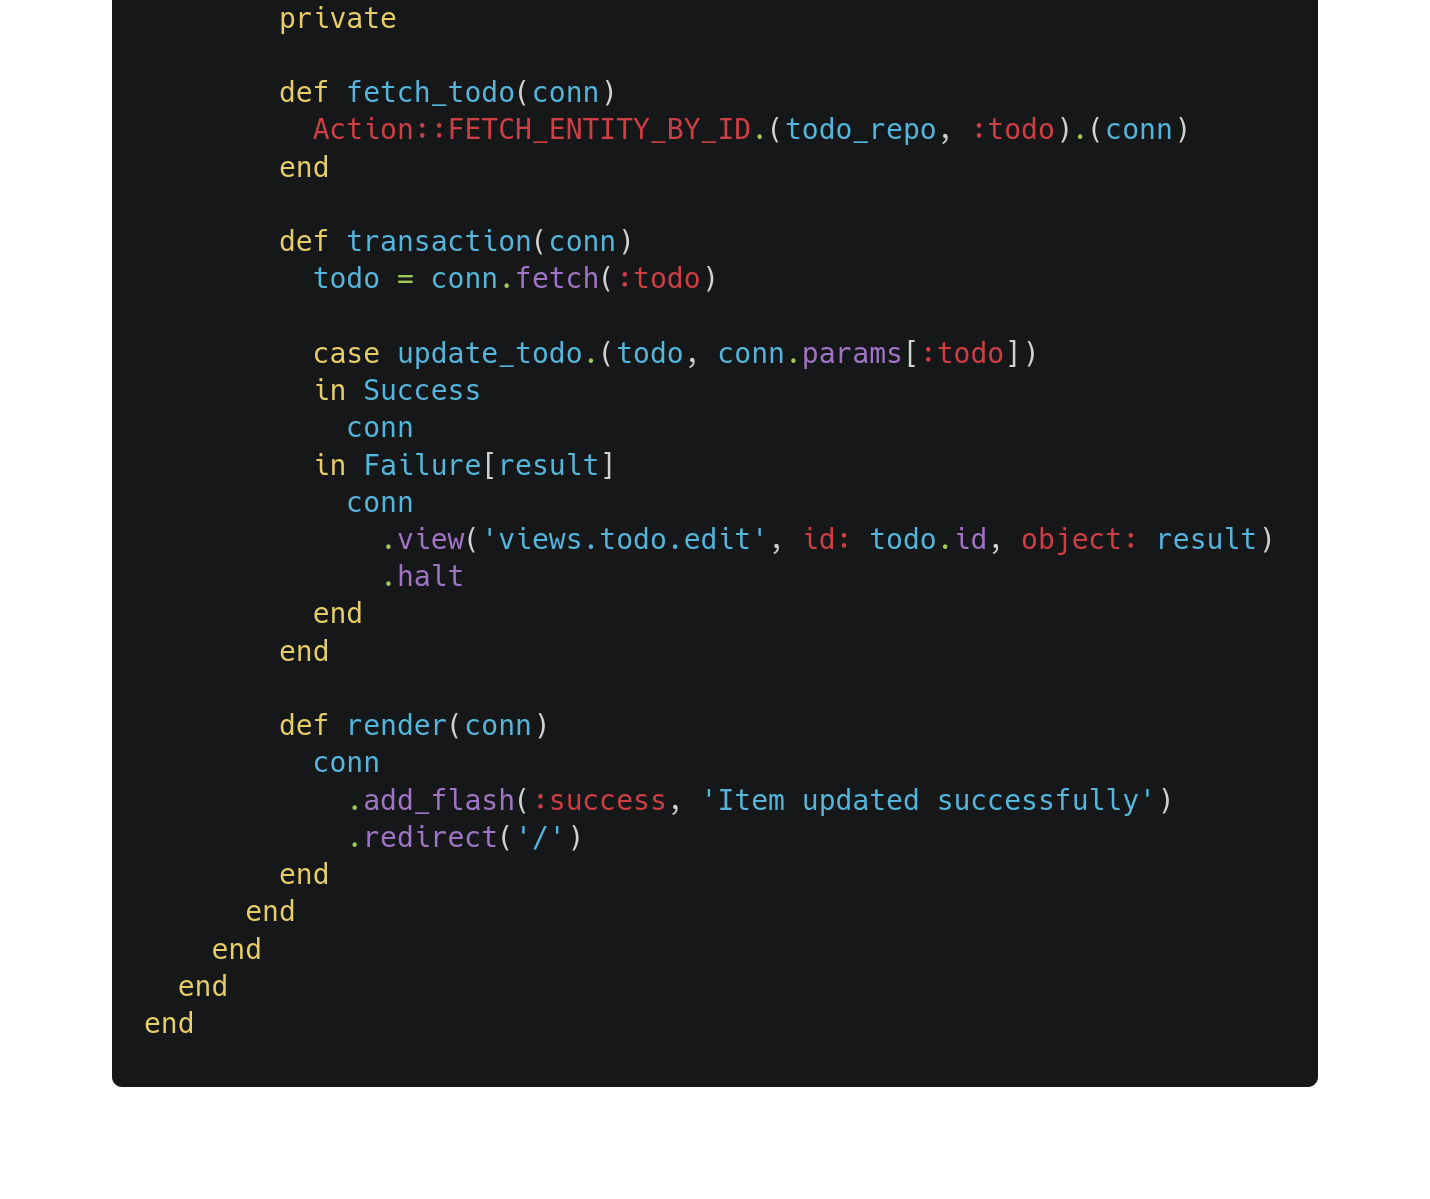 private
def fetch_todo(conn)
Action::FETCH_ENTITY_BY_ID.(todo_repo, :todo).(conn)
end
def transaction(conn)
todo = conn.fetch(:todo)
case update_todo.(todo, conn.params[:todo])
in Success
conn
in Failure[result]
conn
.view('views.todo.edit', id: todo.id, object: result)
.halt
end
end
def render(conn)
conn
.add_flash(:success, 'Item updated successfully')
.redirect('/')
end
end
end
end
end